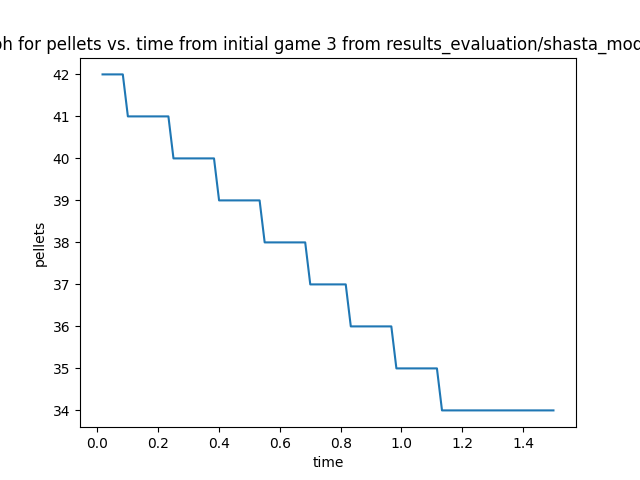 for pellets vs. time from initial game 3 from results_evaluation/shasta_mod
42
41
40
39
38
37
36
35
34
pellets
0.0 0.2 0.4 0.6 0.8 1.0 1.2 1.4
time